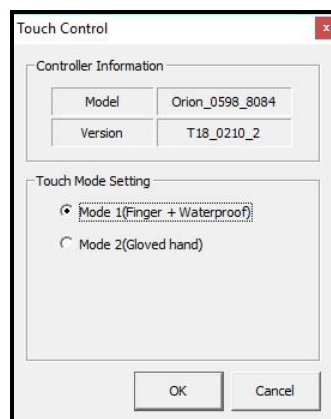 Touch Control
x
Controller Information
Model Orion_0598_8084
Version T18_0210_2
Touch Mode Setting
Mode 1(Finger + Waterproof)
Mode 2(Gloved hand)
OK Cancel